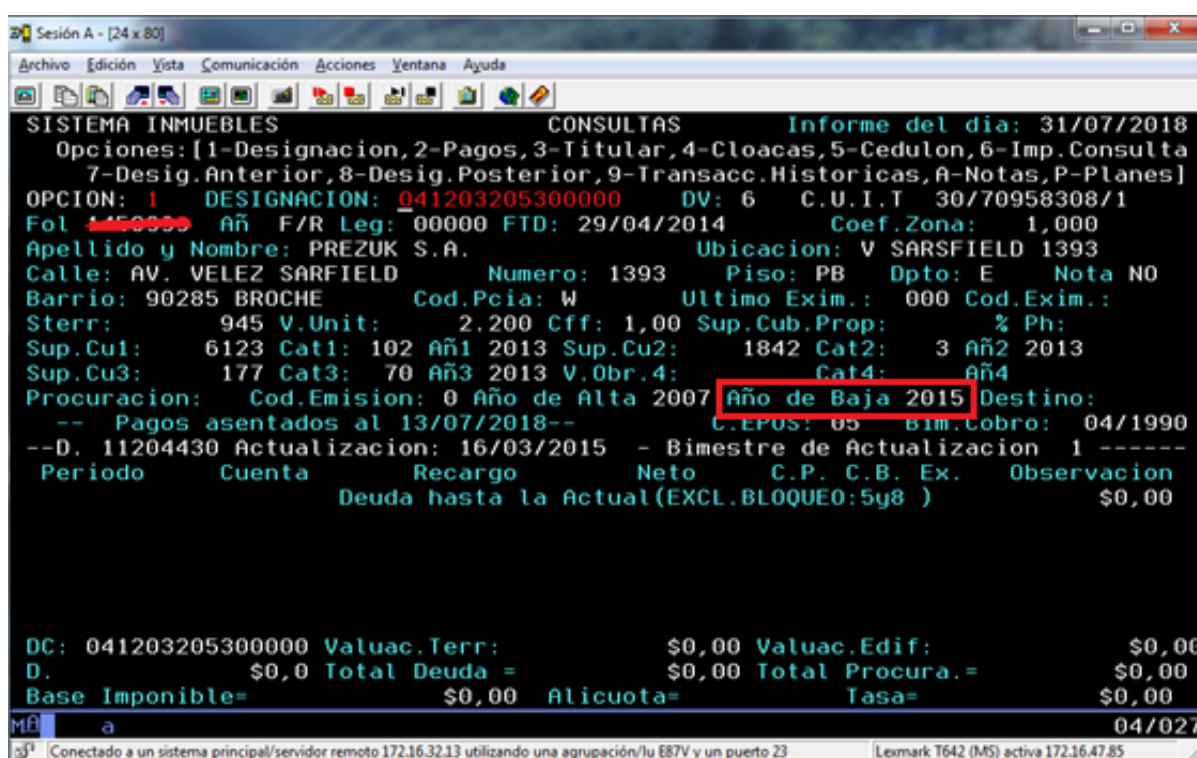 Sesión A - [24 x 80]
Archivo Edición Vista Comunicación Acciones Ventana Ayuda
SISTEMA INMUEBLES CONSULTAS Informe del dia: 31/07/2018
Opciones:[1-Designacion,2-Pagos,3-Titular,4-Cloacas,5-Cedulon,6-Imp.Consulta
7-Desig.Anterior,8-Desig.Posterior,9-Transacc.Historicas,A-Notas,P-Planes]
OPCION: 1 DESIGNACION: 041203205300000 DV: 6 C.U.I.T 30/70958308/1
Fol Añ F/R Leg: 00000 FTD: 29/04/2014 Coef.Zona: 1,000
Apellido y Nombre: PREZUK S.A. Ubicacion: V SARSFIELD 1393
Calle: AV. VELEZ SARFIELD Numero: 1393 Piso: PB Dpto: E Nota NO
Barrio: 90285 BROCHE Cod.Pcia: W Ultimo Exim.: 000 Cod.Exim.:
Sterr: 945 V.Unit: 2.200 Cff: 1,00 Sup.Cub.Prop: % Ph:
Sup.Cu1: 6123 Cat1: 102 Añ1 2013 Sup.Cu2: 1842 Cat2: 3 Añ2 2013
Sup.Cu3: 177 Cat3: 70 Añ3 2013 V.Obr.4: Cat4: Añ4
Procuracion: Cod.Emision: 0 Año de Alta 2007 Año de Baja 2015 Destino:
-- Pagos asentados al 13/07/2018-- C.EPOS: 05 Bim.Cobro: 04/1990
--D. 11204430 Actualizacion: 16/03/2015 - Bimestre de Actualizacion 1 ------
Periodo Cuenta Recargo Neto C.P. C.B. Ex. Observacion
Deuda hasta la Actual(EXCL.BLOQUEO:5y8 ) $0,00
DC: 041203205300000 Valuac.Terr: $0,00 Valuac.Edif: $0,00
D. $0,0 Total Deuda = $0,00 Total Procura.= $0,00
Base Imponible= $0,00 Alicuota= Tasa= $0,00
MA a 04/027
Conectado a un sistema principal/servidor remoto 172.16.32.13 utilizando una agrupación/lu E87V y un puerto 23 Lexmark T642 (MS) activa 172.16.47.85